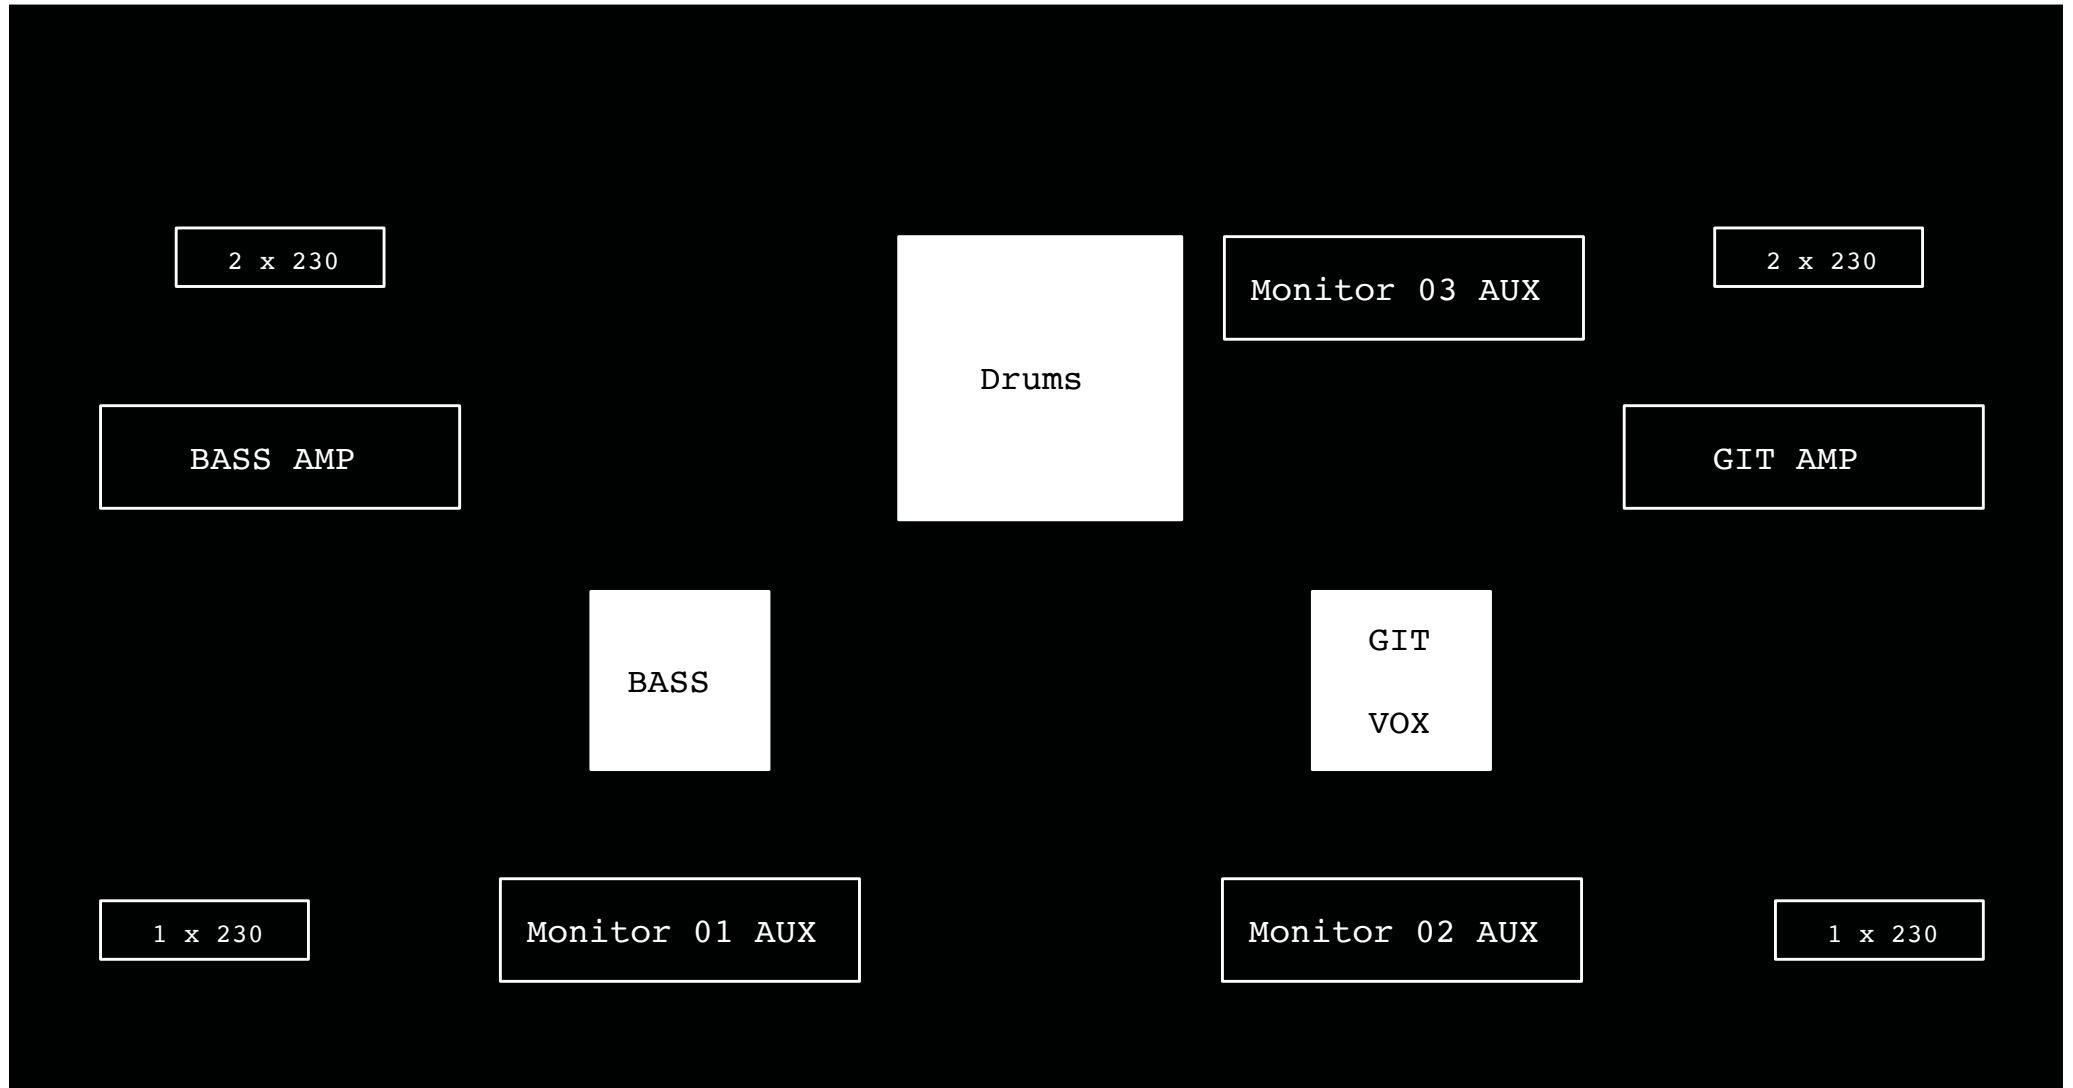 2 x 230
Monitor 03 AUX
2 x 230
Drums
BASS AMP
GIT AMP
BASS
GIT
VOX
1 x 230
Monitor 01 AUX
Monitor 02 AUX
1 x 230